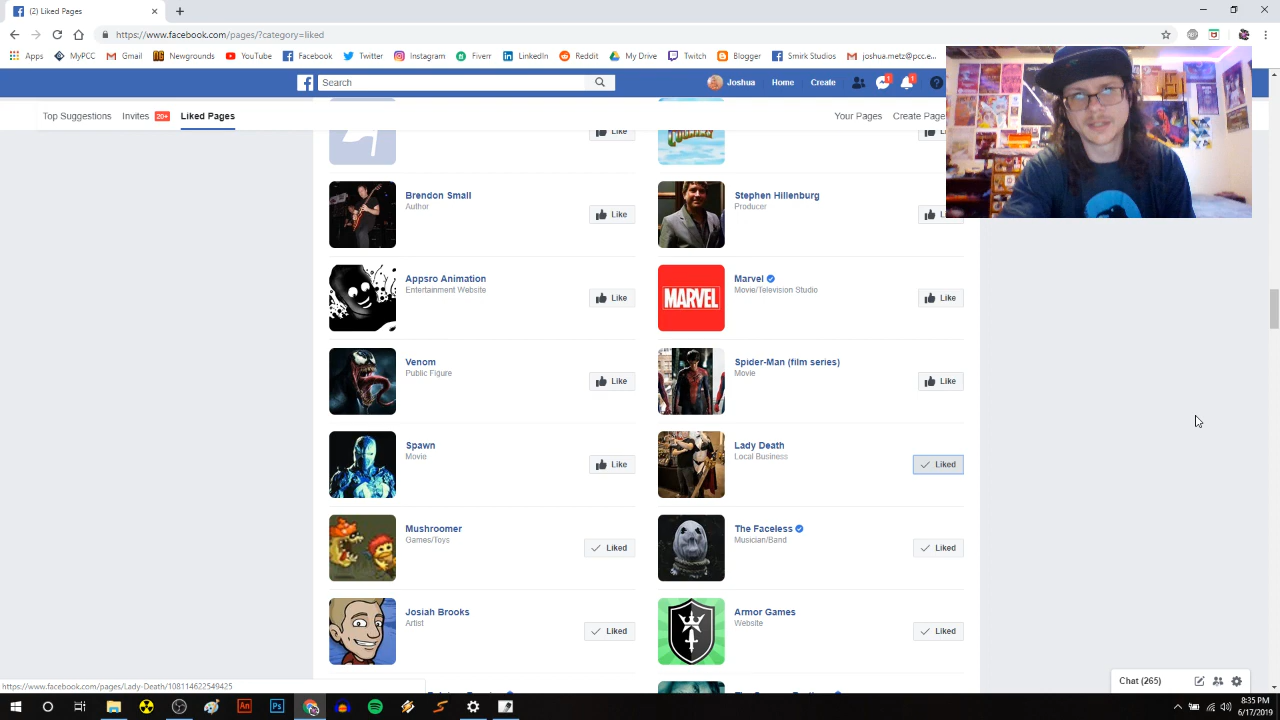 (2) Liked Pages
https://www.facebook.com/pages/?category=liked
Apps
MyPCC
Gmail
Newgrounds
YouTube
Facebook
Twitter
Instagram
Fiverr
LinkedIn
Reddit
My Drive
Twitch
Blogger
Smirk Studios
joshua.metz@pcc.e...
Search
Joshua
Home
Create
1
1
Top Suggestions
Invites 20+
Liked Pages
Your Pages
Create Page
Like
Brendon Small
Author
Like
Stephen Hillenburg
Producer
Appsro Animation
Entertainment Website
Like
MARVEL
Marvel
Movie/Television Studio
Like
Venom
Public Figure
Like
Spider-Man (film series)
Movie
Like
Spawn
Movie
Like
Lady Death
Local Business
Liked
Mushroomer
Games/Toys
Liked
The Faceless
Musician/Band
Liked
Josiah Brooks
Artist
Liked
Armor Games
Website
Liked
Chat (265)
https://www.facebook.com/pages/Lady-Death/108114622549425
An
Ps
8:35 PM
6/17/2019